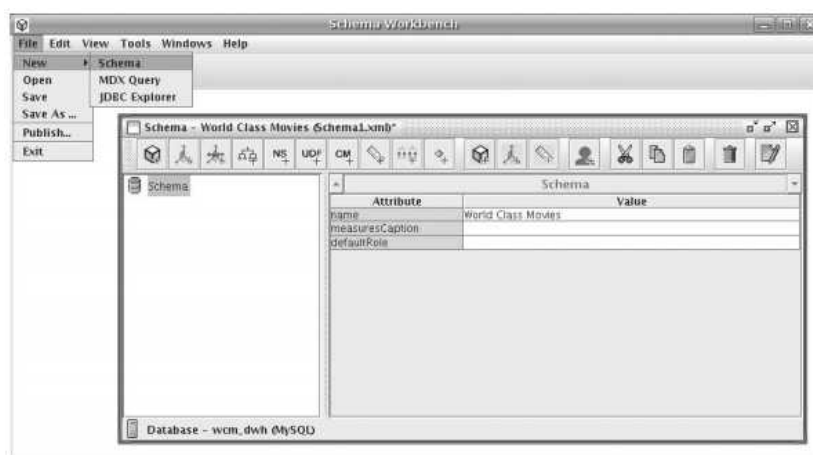 Schema Workbench
File Edit View Tools Windows Help
New Schema
Open MDX Query
Save JDBC Explorer
Save As ...
Publish...
Exit
Schema - World Class Movies (Schema1.xml)*
NS UDF CM
Schema
Schema
Attribute Value
name World Class Movies
measuresCaption
defaultRole
Database - wcm_dwh (MySQL)